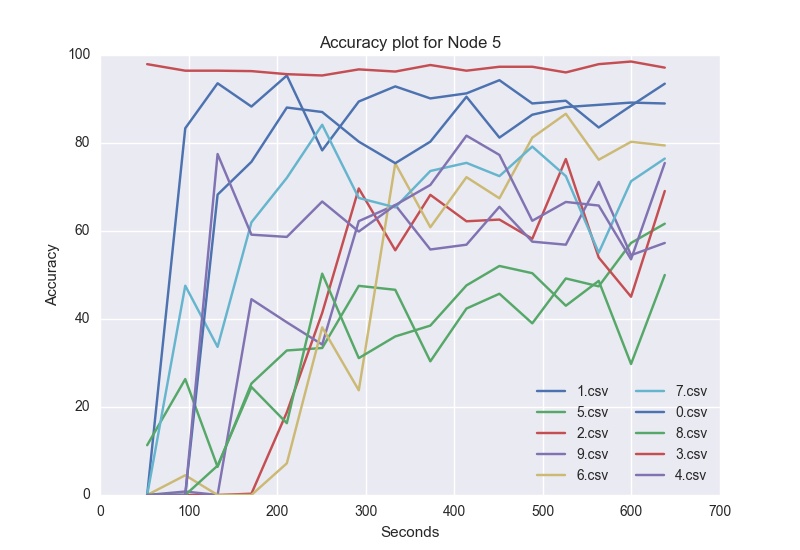 Accuracy plot for Node 5
100
80
60
40
20
0
Accuracy
0 100 200 300 400 500 600 700
Seconds
1.csv 7.csv
5.csv 0.csv
2.csv 8.csv
9.csv 3.csv
6.csv 4.csv